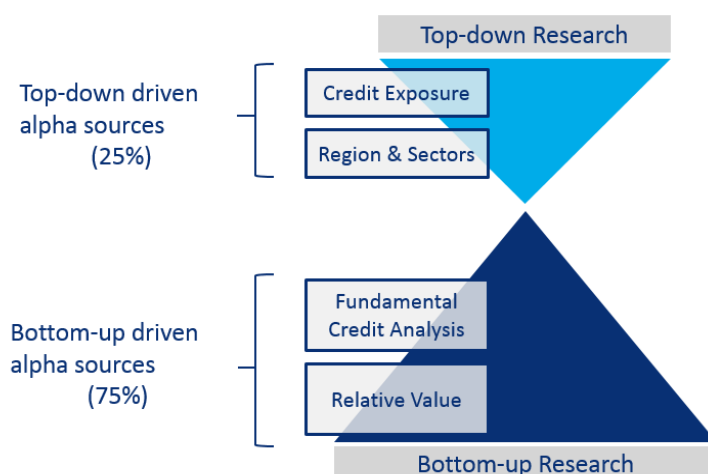 Top-down Research
Top-down driven
alpha sources
(25%)
Credit Exposure
Region & Sectors
Bottom-up driven
alpha sources
(75%)
Fundamental
Credit Analysis
Relative Value
Bottom-up Research